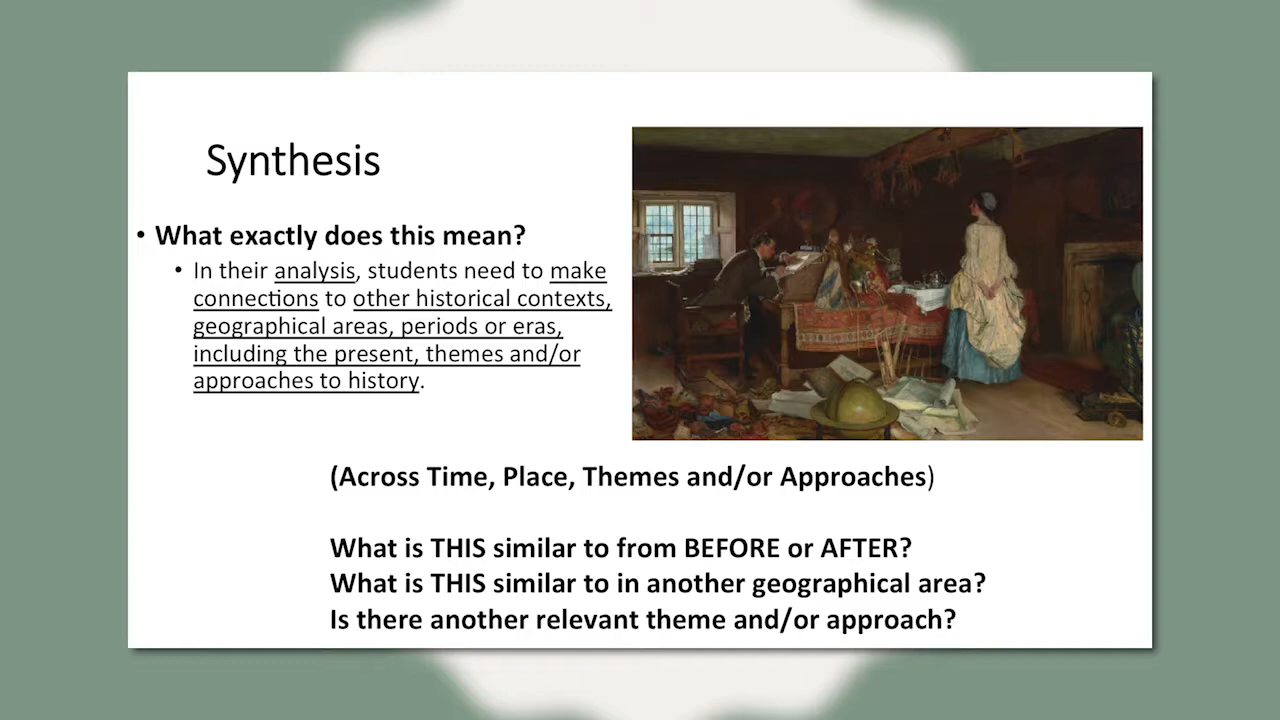 Synthesis
• What exactly does this mean?
• In their analysis, students need to make
connections to other historical contexts,
geographical areas, periods or eras,
including the present, themes and/or
approaches to history.
(Across Time, Place, Themes and/or Approaches)
What is THIS similar to from BEFORE or AFTER?
What is THIS similar to in another geographical area?
Is there another relevant theme and/or approach?